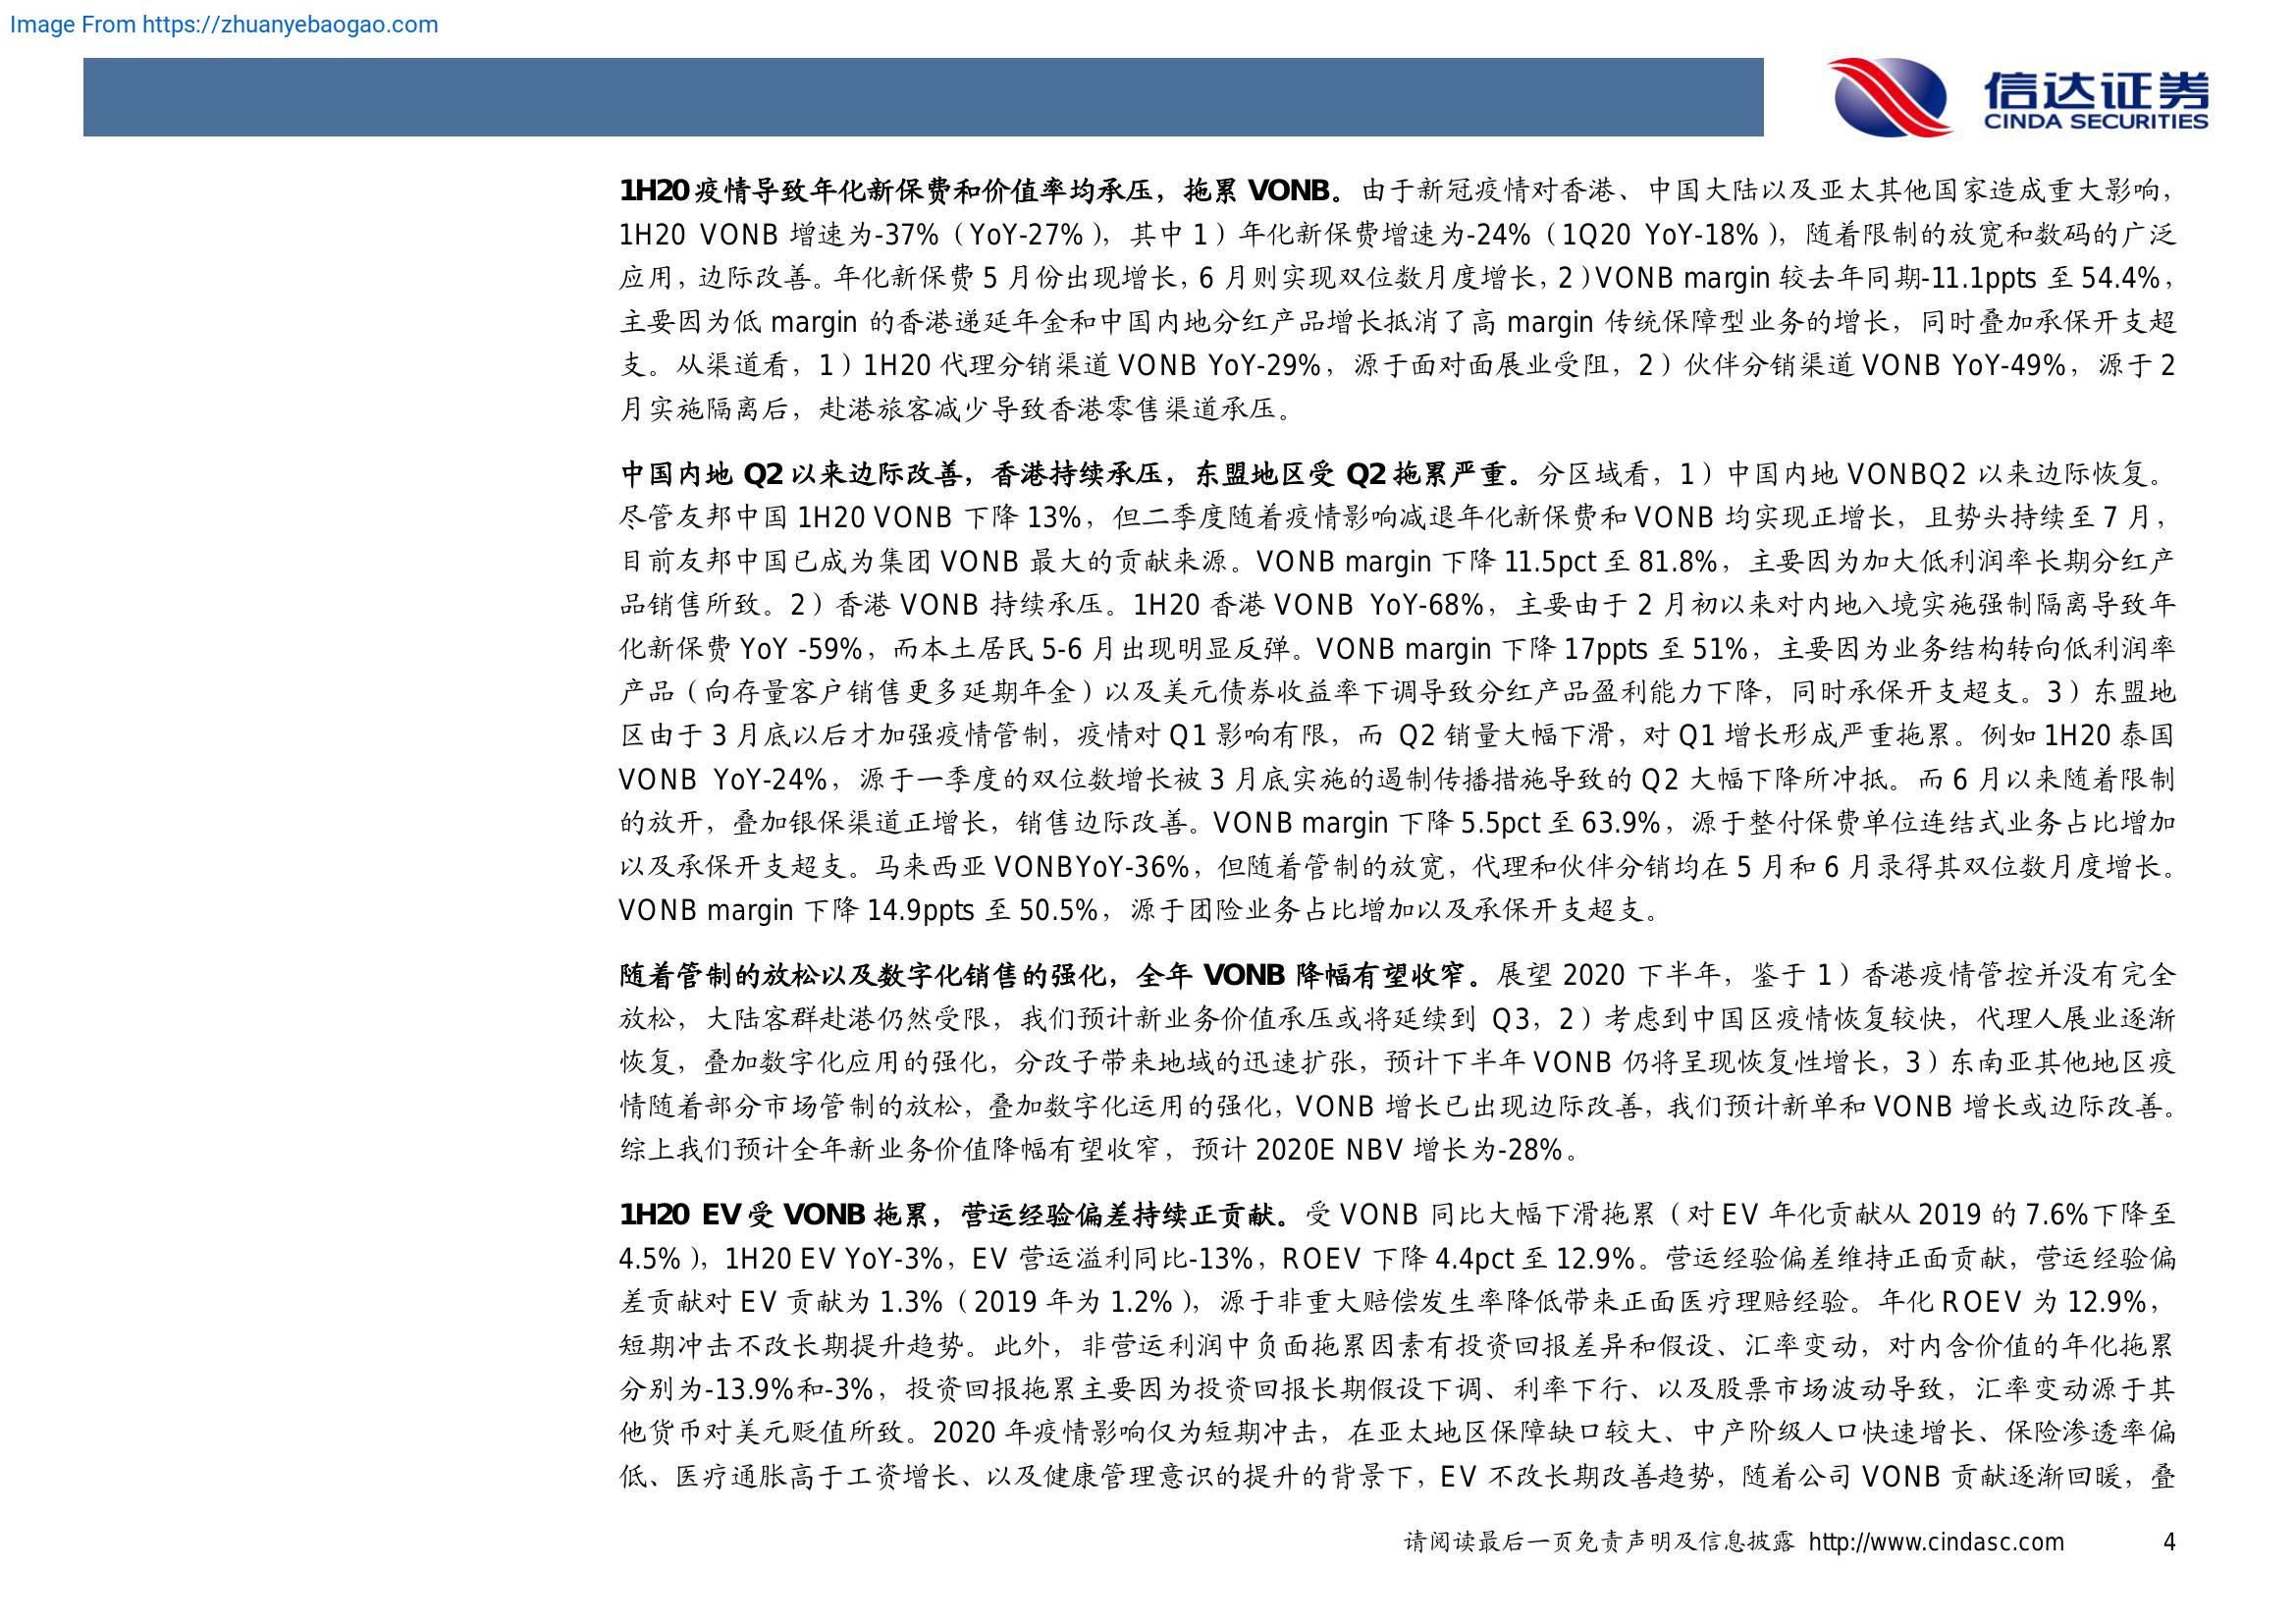 Image From https://zhuanyebaogao.com
信达证券
CINDA SECURITIES
1H20疫情导致年化新保费和价值率均承压，拖累 VONB。由于新冠疫情对香港、中国大陆以及亚太其他国家造成重大影响，
1H20 VONB 增速为-37%（YoY-27%），其中 1）年化新保费增速为-24%（1Q20 YoY-18%），随着限制的放宽和数码的广泛
应用，边际改善。年化新保费 5 月份出现增长，6 月则实现双位数月度增长，2）VONB margin 较去年同期-11.1ppts 至 54.4%，
主要因为低 margin 的香港递延年金和中国内地分红产品增长抵消了高 margin 传统保障型业务的增长，同时叠加承保开支超
支。从渠道看，1）1H20 代理分销渠道 VONB YoY-29%，源于面对面展业受阻，2）伙伴分销渠道 VONB YoY-49%，源于 2
月实施隔离后，赴港旅客减少导致香港零售渠道承压。
中国内地 Q2 以来边际改善，香港持续承压，东盟地区受 Q2 拖累严重。分区域看，1）中国内地 VONBQ2 以来边际恢复。
尽管友邦中国 1H20 VONB 下降 13%，但二季度随着疫情影响减退年化新保费和 VONB 均实现正增长，且势头持续至 7 月，
目前友邦中国已成为集团 VONB 最大的贡献来源。VONB margin 下降 11.5pct 至 81.8%，主要因为加大低利润率长期分红产
品销售所致。2）香港 VONB 持续承压。1H20 香港 VONB YoY-68%，主要由于 2 月初以来对内地入境实施强制隔离导致年
化新保费 YoY -59%，而本土居民 5-6 月出现明显反弹。VONB margin 下降 17ppts 至 51%，主要因为业务结构转向低利润率
产品（向存量客户销售更多延期年金）以及美元债券收益率下调导致分红产品盈利能力下降，同时承保开支超支。3）东盟地
区由于 3 月底以后才加强疫情管制，疫情对 Q1 影响有限，而 Q2 销量大幅下滑，对 Q1 增长形成严重拖累。例如 1H20 泰国
VONB YoY-24%，源于一季度的双位数增长被 3 月底实施的遏制传播措施导致的 Q2 大幅下降所冲抵。而 6 月以来随着限制
的放开，叠加银保渠道正增长，销售边际改善。VONB margin 下降 5.5pct 至 63.9%，源于整付保费单位连结式业务占比增加
以及承保开支超支。马来西亚 VONBYoY-36%，但随着管制的放宽，代理和伙伴分销均在 5 月和 6 月录得其双位数月度增长。
VONB margin 下降 14.9ppts 至 50.5%，源于团险业务占比增加以及承保开支超支。
随着管制的放松以及数字化销售的强化，全年 VONB 降幅有望收窄。展望 2020 下半年，鉴于 1）香港疫情管控并没有完全
放松，大陆客群赴港仍然受限，我们预计新业务价值承压或将延续到 Q3，2）考虑到中国区疫情恢复较快，代理人展业逐渐
恢复，叠加数字化应用的强化，分改子带来地域的迅速扩张，预计下半年 VONB 仍将呈现恢复性增长，3）东南亚其他地区疫
情随着部分市场管制的放松，叠加数字化运用的强化，VONB 增长已出现边际改善，我们预计新单和 VONB 增长或边际改善。
综上我们预计全年新业务价值降幅有望收窄，预计 2020E NBV 增长为-28%。
1H20 EV 受 VONB 拖累，营运经验偏差持续正贡献。受 VONB 同比大幅下滑拖累（对 EV 年化贡献从 2019 的 7.6%下降至
4.5%），1H20 EV YoY-3%，EV 营运溢利同比-13%，ROEV 下降 4.4pct 至 12.9%。营运经验偏差维持正面贡献，营运经验偏
差贡献对 EV 贡献为 1.3%（2019 年为 1.2%），源于非重大赔偿发生率降低带来正面医疗理赔经验。年化 ROEV 为 12.9%，
短期冲击不改长期提升趋势。此外，非营运利润中负面拖累因素有投资回报差异和假设、汇率变动，对内含价值的年化拖累
分别为-13.9%和-3%，投资回报拖累主要因为投资回报长期假设下调、利率下行、以及股票市场波动导致，汇率变动源于其
他货币对美元贬值所致。2020 年疫情影响仅为短期冲击，在亚太地区保障缺口较大、中产阶级人口快速增长、保险渗透率偏
低、医疗通胀高于工资增长、以及健康管理意识的提升的背景下，EV 不改长期改善趋势，随着公司 VONB 贡献逐渐回暖，叠
请阅读最后一页免责声明及信息披露 http://www.cindasc.com 4